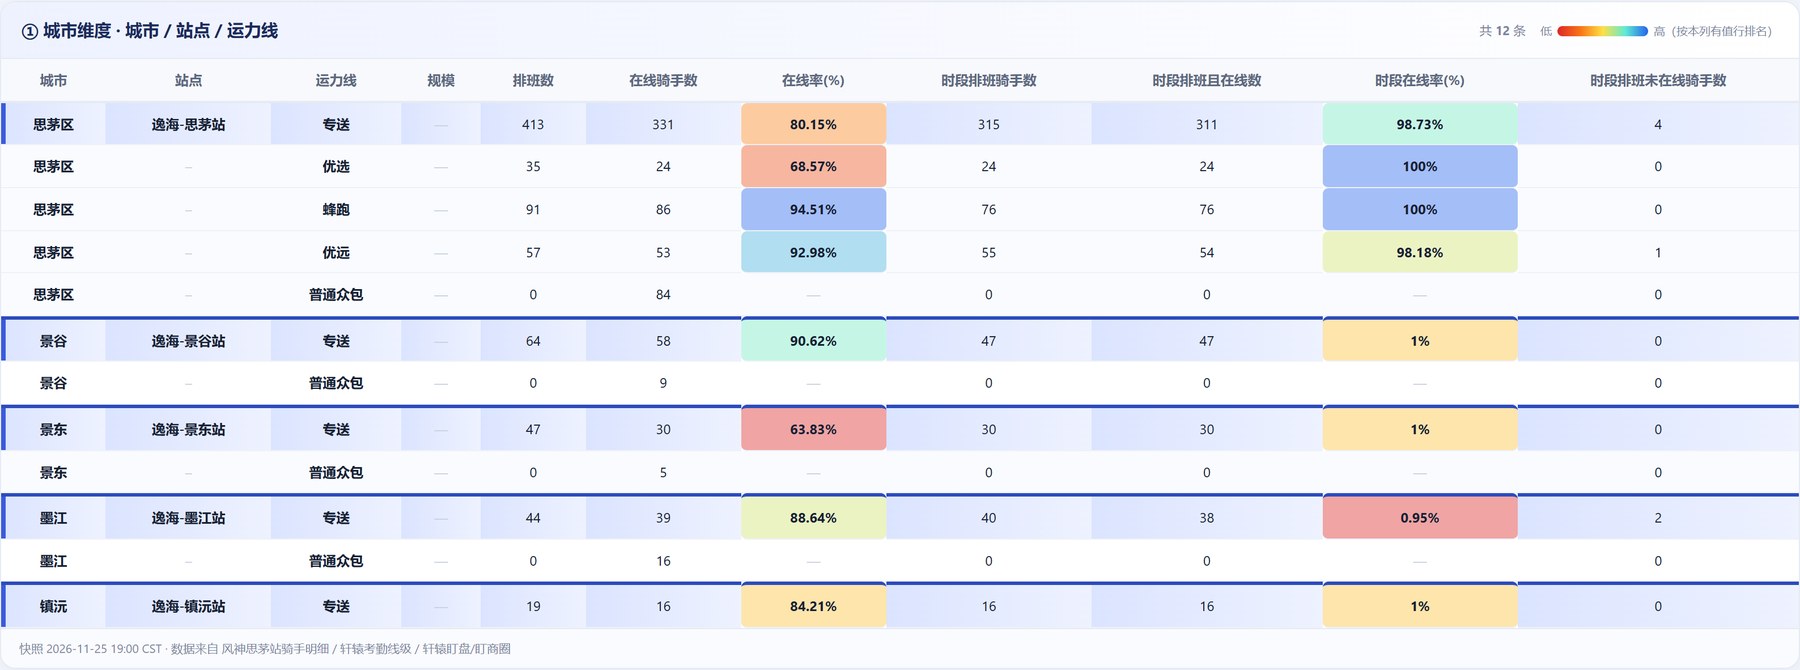 ① 城市维度 · 城市 / 站点 / 运力线 共 12 条 低 高 (按本列有值行排名)
城市 站点 运力线 规模 排班数 在线骑手数 在线率(%) 时段排班骑手数 时段排班且在线数 时段在线率(%) 时段排班未在线骑手数
思茅区 逸海-思茅站 专送 — 413 331 80.15% 315 311 98.73% 4
思茅区 – 优选 — 35 24 68.57% 24 24 100% 0
思茅区 – 蜂跑 — 91 86 94.51% 76 76 100% 0
思茅区 – 优远 — 57 53 92.98% 55 54 98.18% 1
思茅区 – 普通众包 — 0 84 — 0 0 — 0
景谷 逸海-景谷站 专送 — 64 58 90.62% 47 47 1% 0
景谷 – 普通众包 — 0 9 — 0 0 — 0
景东 逸海-景东站 专送 — 47 30 63.83% 30 30 1% 0
景东 – 普通众包 — 0 5 — 0 0 — 0
墨江 逸海-墨江站 专送 — 44 39 88.64% 40 38 0.95% 2
墨江 – 普通众包 — 0 16 — 0 0 — 0
镇沅 逸海-镇沅站 专送 — 19 16 84.21% 16 16 1% 0
快照 2026-11-25 19:00 CST · 数据来自 风神思茅站骑手明细 / 轩辕考勤线级 / 轩辕盯盘/盯商圈